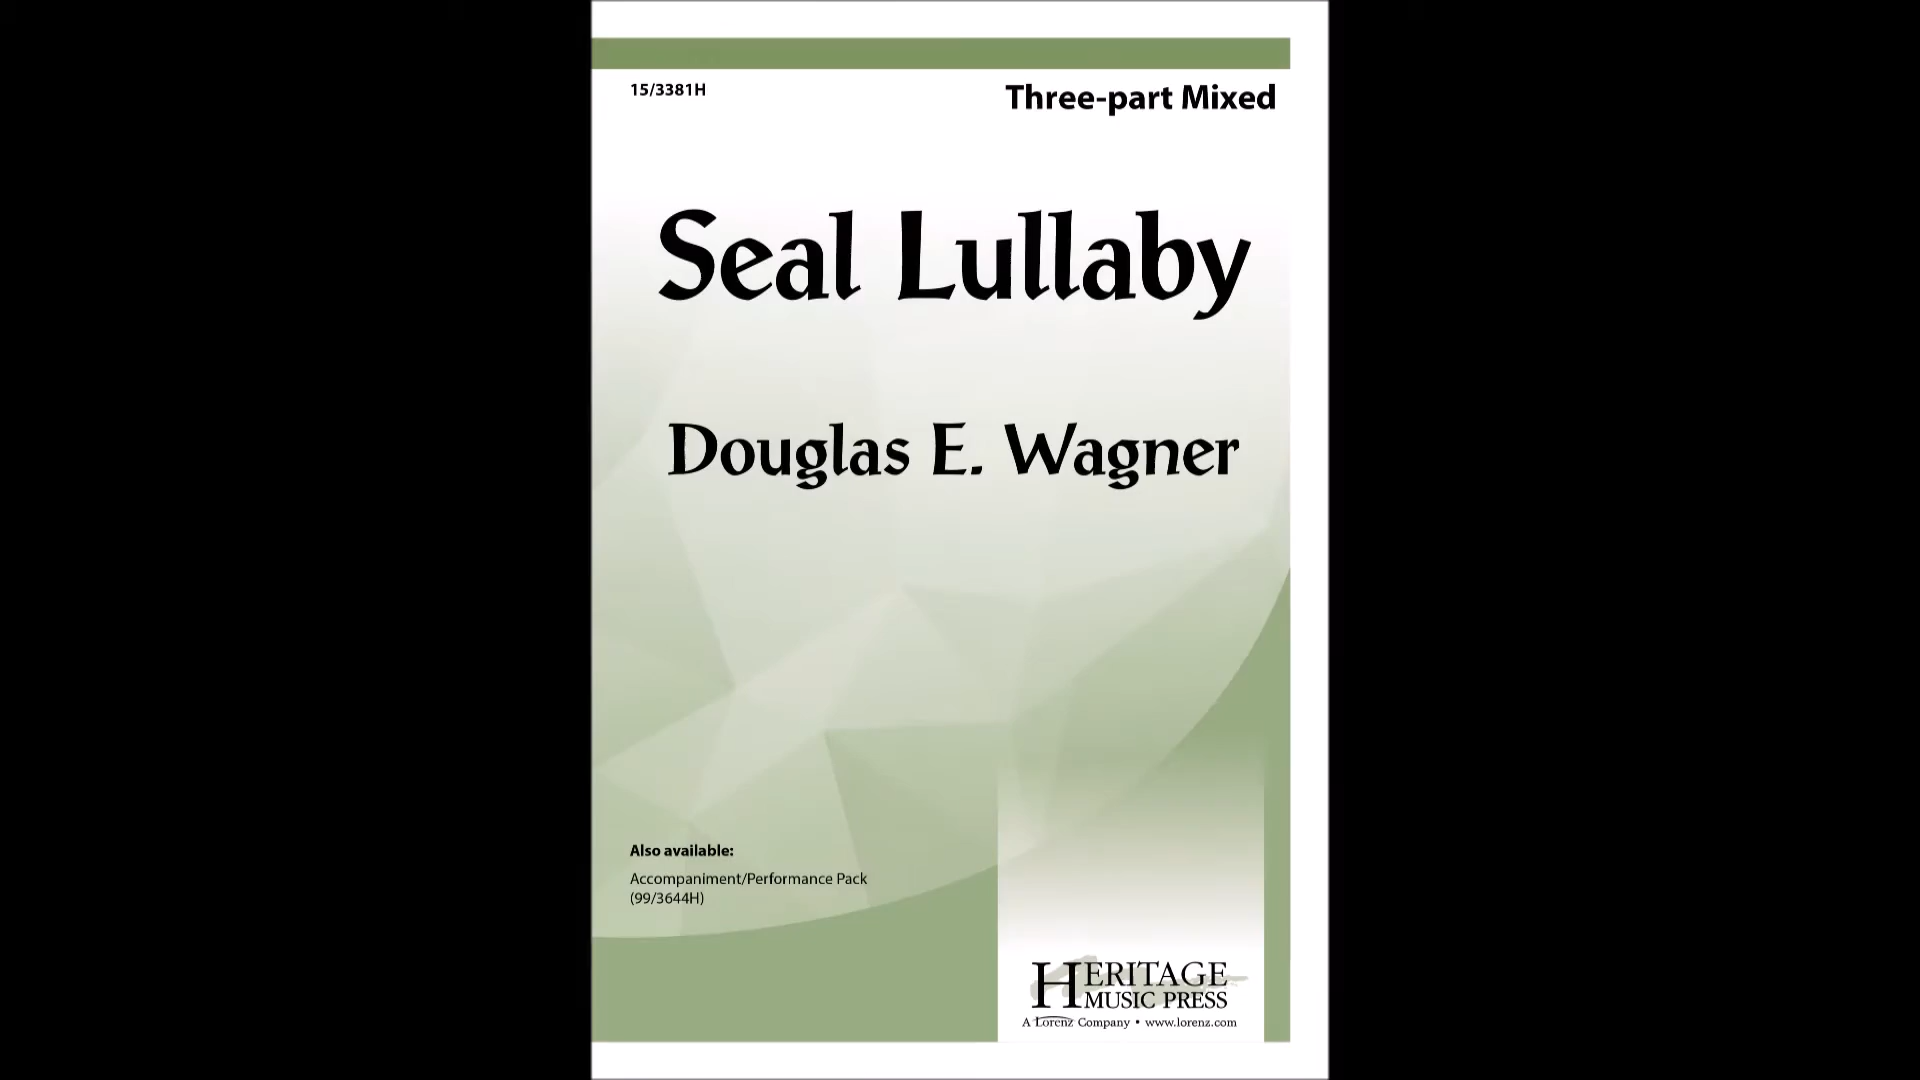 15/3381H
Three-part Mixed
Seal Lullaby
Douglas E. Wagner
Also available:
Accompaniment/Performance Pack
(99/3644H)
HERITAGE
MUSIC PRESS
A Lorenz Company • www.lorenz.com